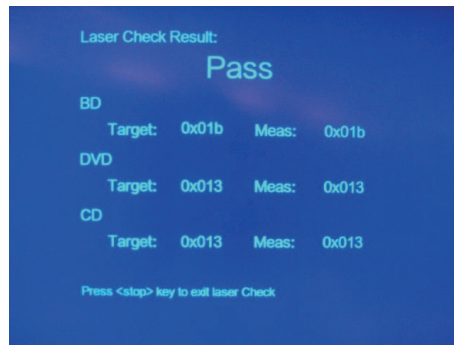 Laser Check Result:
Pass
BD
Target: 0x01b Meas: 0x01b
DVD
Target: 0x013 Meas: 0x013
CD
Target: 0x013 Meas: 0x013
Press <stop> key to exit laser Check